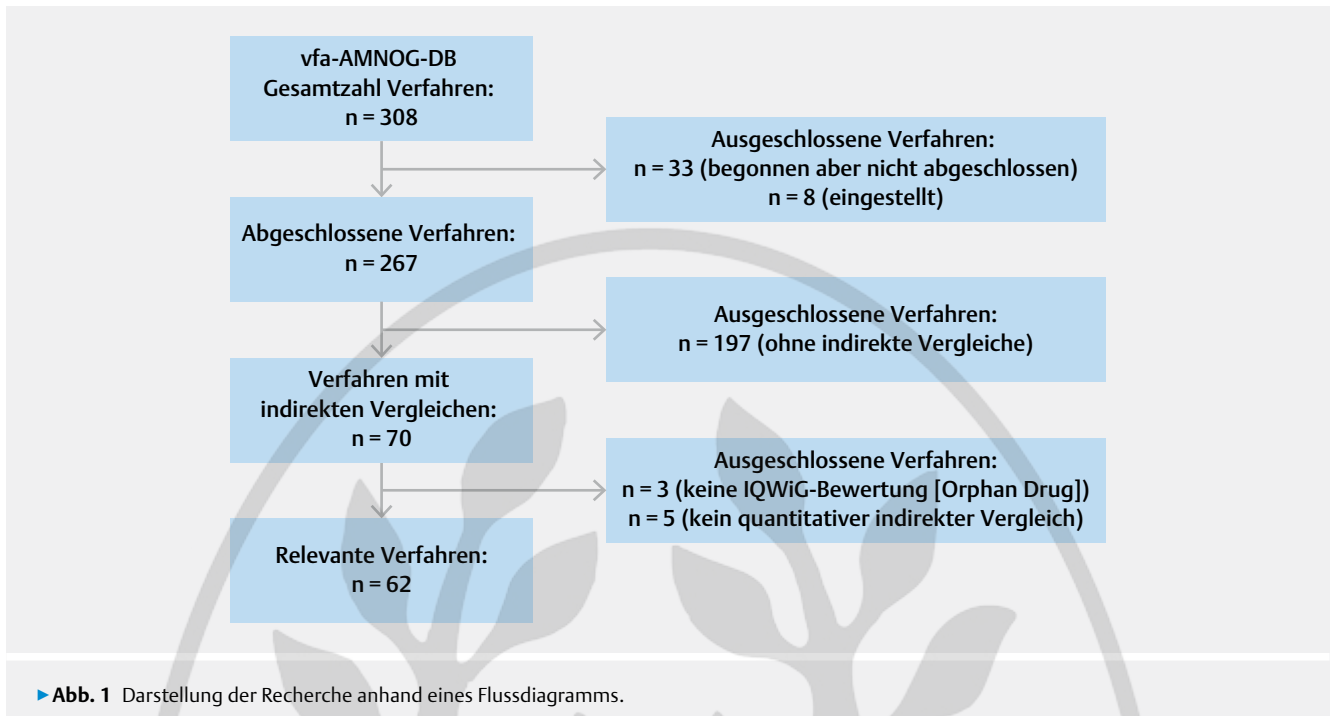 vfa-AMNOG-DB
Gesamtzahl Verfahren:
n = 308
Ausgeschlossene Verfahren:
n = 33 (begonnen aber nicht abgeschlossen)
n = 8 (eingestellt)
Abgeschlossene Verfahren:
n = 267
Ausgeschlossene Verfahren:
n = 197 (ohne indirekte Vergleiche)
Verfahren mit
indirekten Vergleichen:
n = 70
Ausgeschlossene Verfahren:
n = 3 (keine IQWiG-Bewertung [Orphan Drug])
n = 5 (kein quantitativer indirekter Vergleich)
Relevante Verfahren:
n = 62
▶Abb. 1 Darstellung der Recherche anhand eines Flussdiagramms.